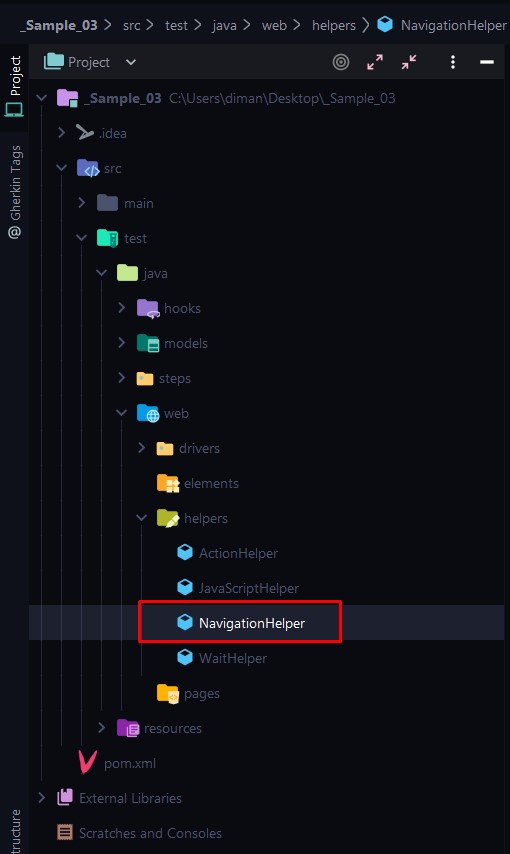 _Sample_03 > src > test > java > web > helpers > NavigationHelper
Project
Project
_Sample_03 C:\Users\diman\Desktop\_Sample_03
.idea
@ Gherkin Tags
src
main
test
java
hooks
models
steps
web
drivers
elements
helpers
ActionHelper
JavaScriptHelper
NavigationHelper
WaitHelper
pages
resources
pom.xml
External Libraries
tructure
Scratches and Consoles